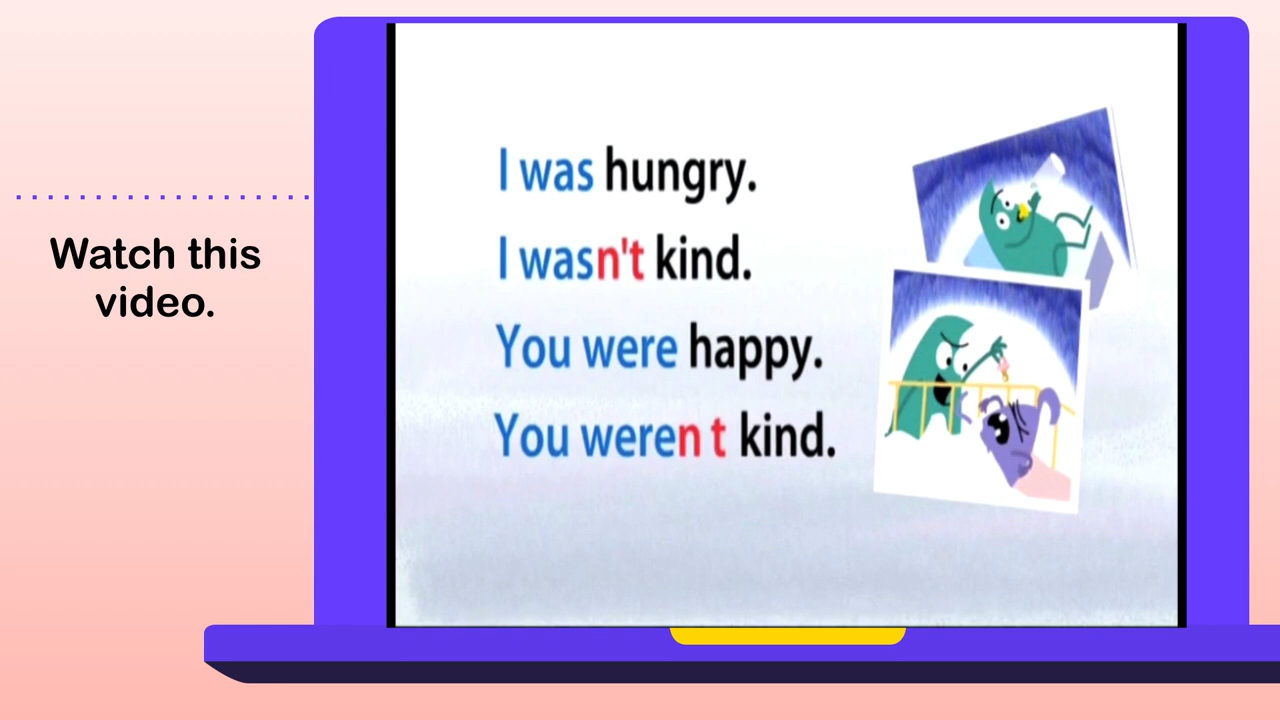 Watch this
video.
I was hungry.
I wasn't kind.
You were happy.
You weren t kind.